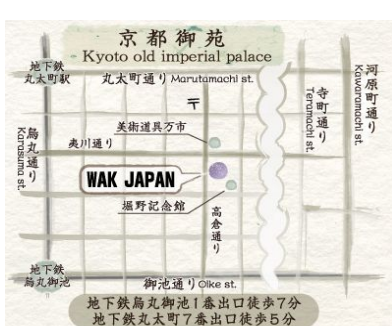 京都御苑
Kyoto old imperial palace
地下鉄
丸太町駅
丸太町通り Marutamachi st.
河原町通り
Kawaramachi st.
寺町通り
Teramachi st.
〒
美術道具万市
夷川通り
烏丸通り
Karasuma st.
WAK JAPAN
堀野記念館
高倉通り
地下鉄
烏丸御池
御池通り Oike st.
地下鉄烏丸御池1番出口徒歩7分
地下鉄丸太町7番出口徒歩5分